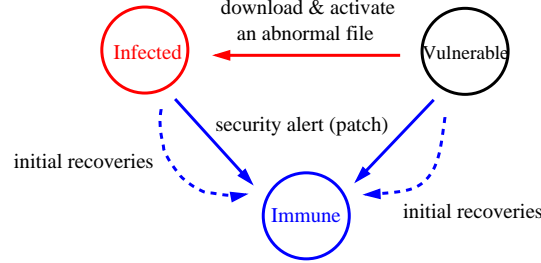 download & activate
an abnormal file
Infected
Vulnerable
security alert (patch)
initial recoveries
Immune
initial recoveries